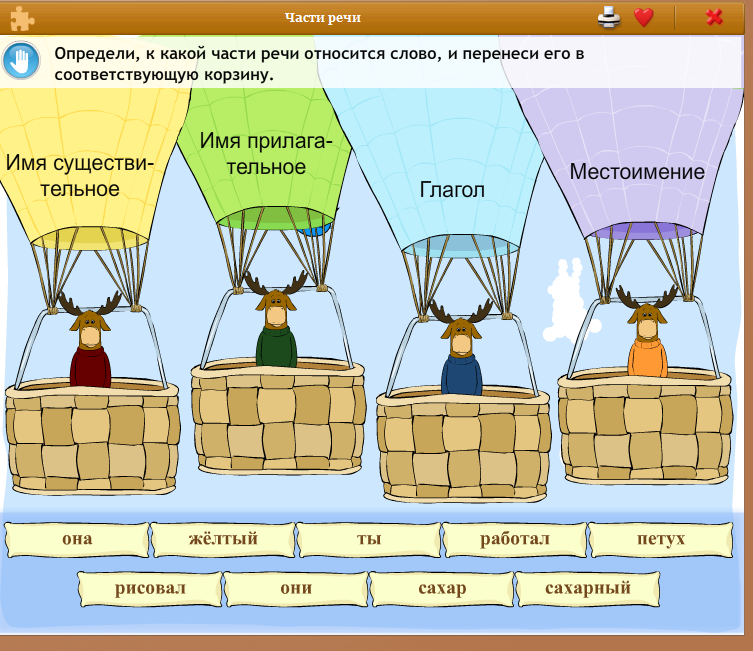 Части речи
Определи, к какой части речи относится слово, и перенеси его в
соответствующую корзину.
Имя существи-
тельное
Имя прилага-
тельное
Глагол
Местоимение
она
жёлтый
ты
работал
петух
рисовал
они
сахар
сахарный